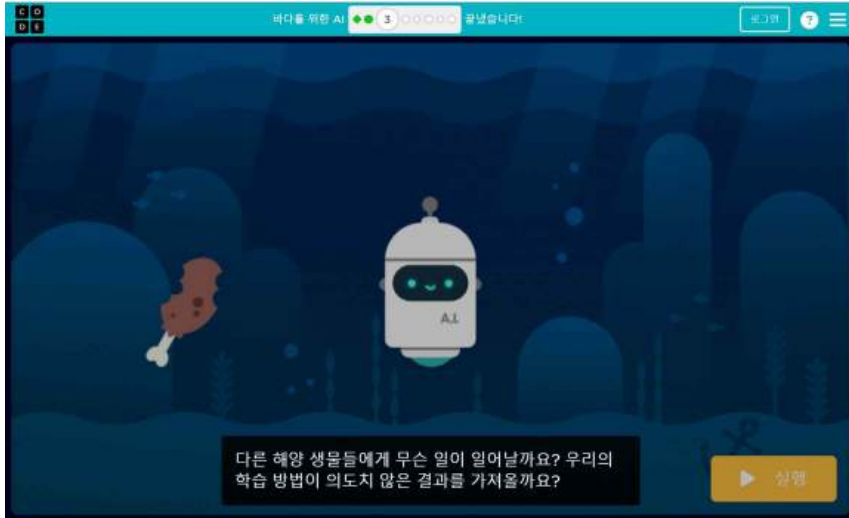 C O
D E
바다를 위한 AI
3
끝냈습니다!
로그인
?
A.I.
다른 해양 생물들에게 무슨 일이 일어날까요? 우리의
학습 방법이 의도치 않은 결과를 가져올까요?
실행